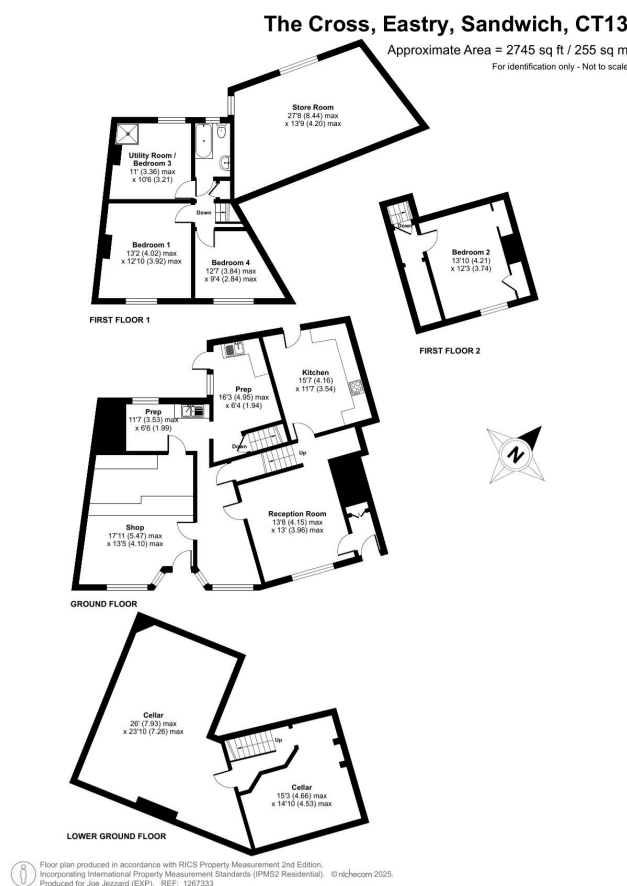 The Cross, Eastry, Sandwich, CT13
Approximate Area = 2745 sq ft / 255 sq m
For identification only - Not to scale
Store Room
27'8 (8.44) max
x 13'9 (4.20) max
Utility Room /
Bedroom 3
11' (3.36) max
x 10'6 (3.21)
Down
Bedroom 1
13'2 (4.02) max
x 12'10 (3.92) max
Bedroom 4
12'7 (3.84) max
x 9'4 (2.84) max
FIRST FLOOR 1
Down
Bedroom 2
13'10 (4.21)
x 12'3 (3.74)
FIRST FLOOR 2
Kitchen
15'7 (4.16)
x 11'7 (3.54)
Prep
16'3 (4.95) max
x 6'4 (1.94)
Prep
11'7 (3.53) max
x 6'6 (1.99)
Down
Up
N
Reception Room
13'8 (4.15) max
x 13' (3.96) max
Shop
17'11 (5.47) max
x 13'5 (4.10) max
GROUND FLOOR
Cellar
26' (7.93) max
x 23'10 (7.26) max
Up
Cellar
15'3 (4.66) max
x 14'10 (4.53) max
LOWER GROUND FLOOR
Floor plan produced in accordance with RICS Property Measurement 2nd Edition,
Incorporating International Property Measurement Standards (IPMS2 Residential). © nichecom 2025.
Produced for Joe Jezzard (EXP). REF: 1267333